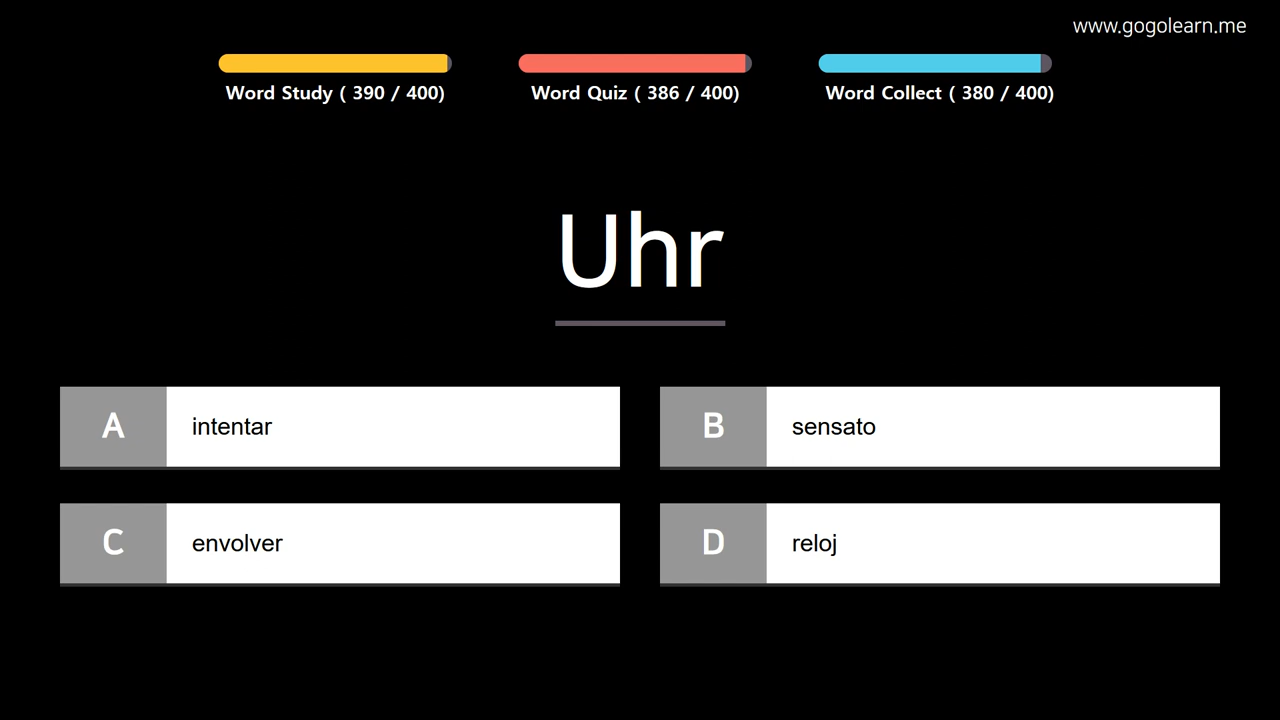 www.gogolearn.me
Word Study ( 390 / 400)
Word Quiz ( 386 / 400)
Word Collect ( 380 / 400)
Uhr
A intentar
B sensato
C envolver
D reloj